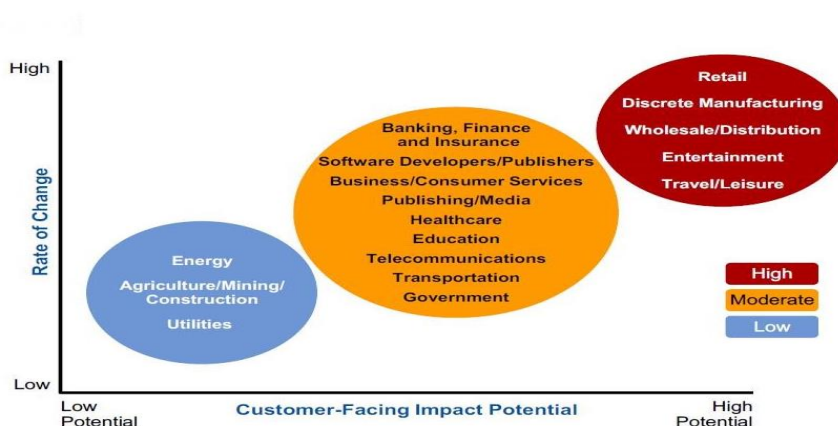 High
Rate of Change
Low
Low
Potential
Customer-Facing Impact Potential
High
Potential
Energy
Agriculture/Mining/
Construction
Utilities
Banking, Finance
and Insurance
Software Developers/Publishers
Business/Consumer Services
Publishing/Media
Healthcare
Education
Telecommunications
Transportation
Government
Retail
Discrete Manufacturing
Wholesale/Distribution
Entertainment
Travel/Leisure
High
Moderate
Low